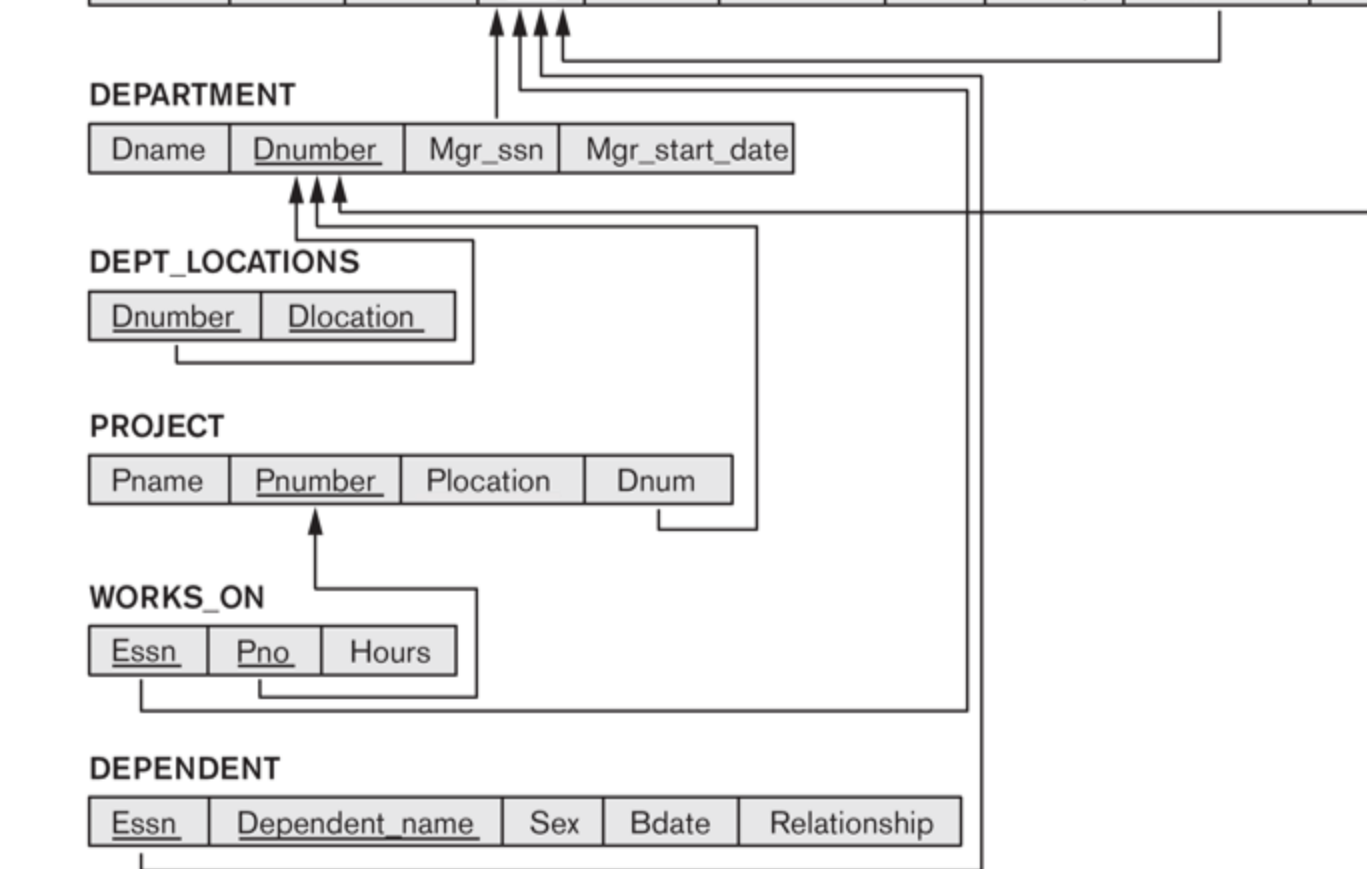 DEPARTMENT
Dname Dnumber Mgr_ssn Mgr_start_date
DEPT_LOCATIONS
Dnumber Dlocation
PROJECT
Pname Pnumber Plocation Dnum
WORKS_ON
Essn Pno Hours
DEPENDENT
Essn Dependent_name Sex Bdate Relationship